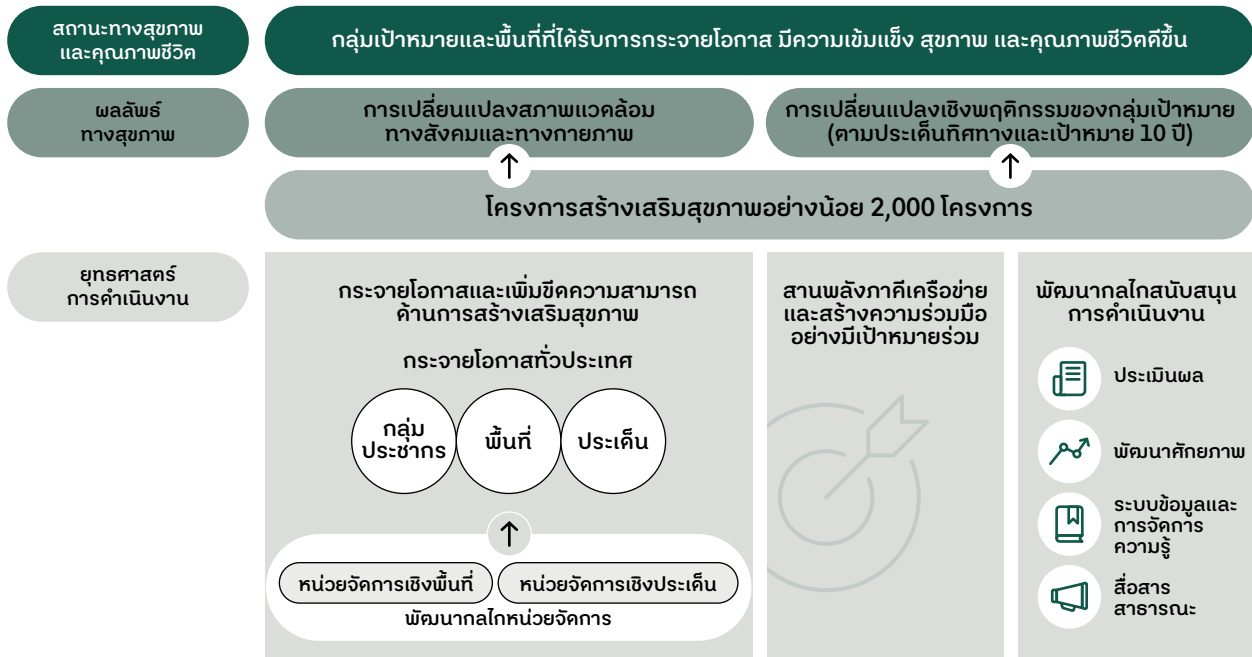 สถานะทางสุขภาพ
และคุณภาพชีวิต
กลุ่มเป้าหมายและพื้นที่ที่ได้รับการกระจายโอกาส มีความเข้มแข็ง สุขภาพ และคุณภาพชีวิตดีขึ้น
ผลลัพธ์
ทางสุขภาพ
การเปลี่ยนแปลงสภาพแวดล้อม
ทางสังคมและทางกายภาพ
การเปลี่ยนแปลงเชิงพฤติกรรมของกลุ่มเป้าหมาย
(ตามประเด็นทิศทางและเป้าหมาย 10 ปี)
โครงการสร้างเสริมสุขภาพอย่างน้อย 2,000 โครงการ
ยุทธศาสตร์
การดำเนินงาน
กระจายโอกาสและเพิ่มขีดความสามารถ
ด้านการสร้างเสริมสุขภาพ
กระจายโอกาสทั่วประเทศ
กลุ่ม
ประชากร
พื้นที่
ประเด็น
หน่วยจัดการเชิงพื้นที่
หน่วยจัดการเชิงประเด็น
พัฒนากลไกหน่วยจัดการ
สานพลังภาคีเครือข่าย
และสร้างความร่วมมือ
อย่างมีเป้าหมายร่วม
พัฒนากลไกสนับสนุน
การดำเนินงาน
ประเมินผล
พัฒนาศักยภาพ
ระบบข้อมูลและ
การจัดการ
ความรู้
สื่อสาร
สาธารณะ